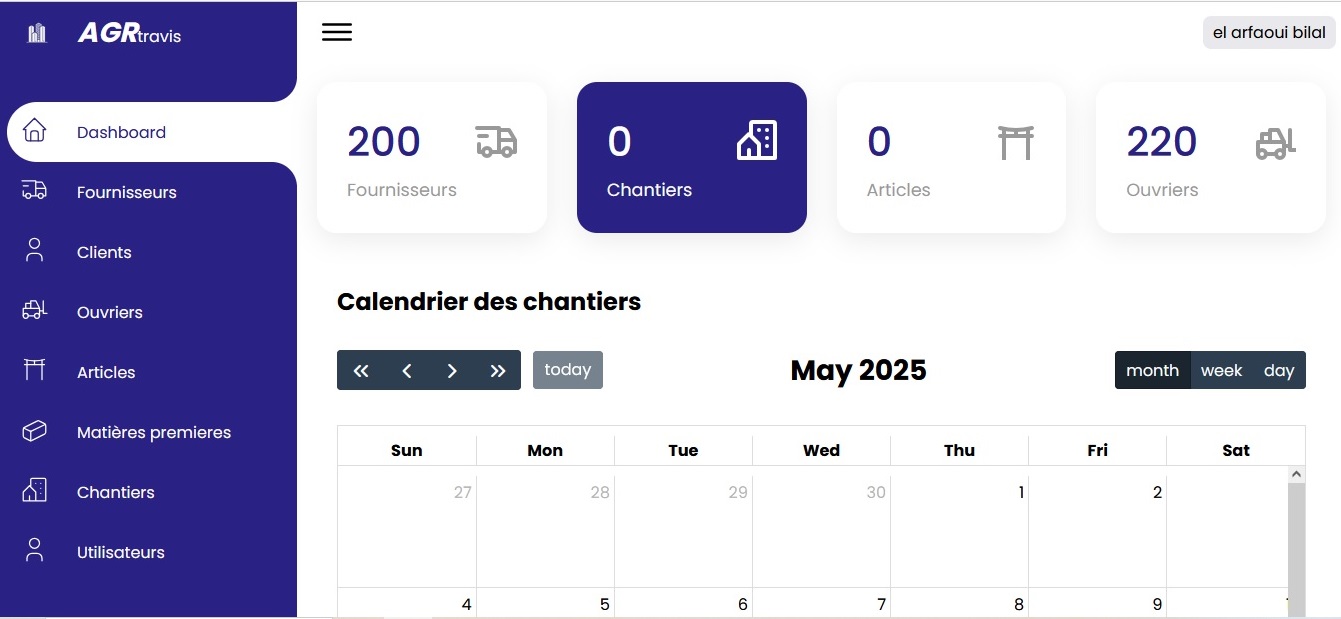 AGRtravis
el arfaoui bilal
Dashboard
Fournisseurs
Clients
Ouvriers
Articles
Matières premieres
Chantiers
Utilisateurs
200
Fournisseurs
0
Chantiers
0
Articles
220
Ouvriers
Calendrier des chantiers
today
May 2025
month week day
Sun Mon Tue Wed Thu Fri Sat
27 28 29 30 1 2
4 5 6 7 8 9